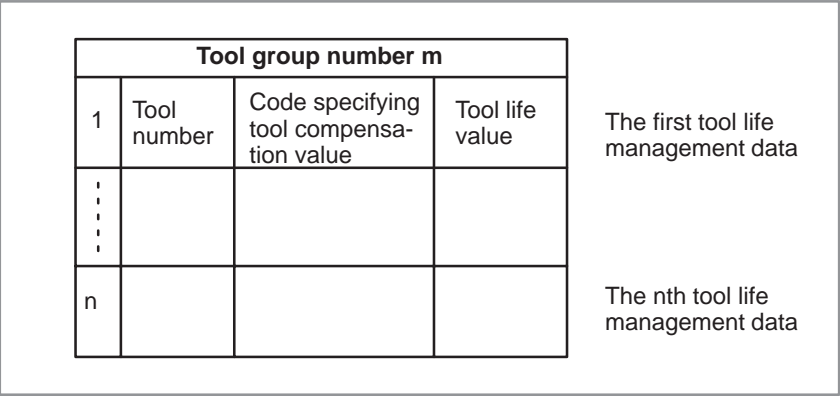 Tool group number m
1
Tool
number
Code specifying
tool compensa-
tion value
Tool life
value
The first tool life
management data
n
The nth tool life
management data